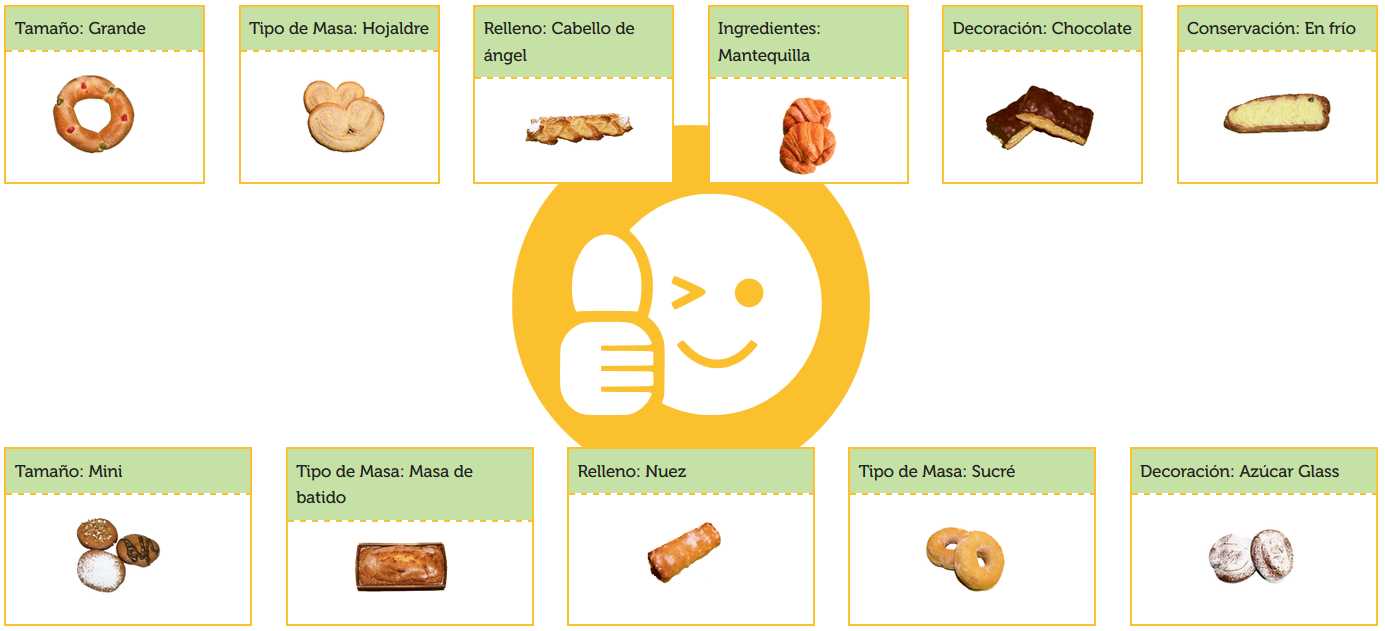 Tamaño: Grande
Tipo de Masa: Hojaldre
Relleno: Cabello de
ángel
Ingredientes:
Mantequilla
Decoración: Chocolate
Conservación: En frío
Tamaño: Mini
Tipo de Masa: Masa de
batido
Relleno: Nuez
Tipo de Masa: Sucré
Decoración: Azúcar Glass